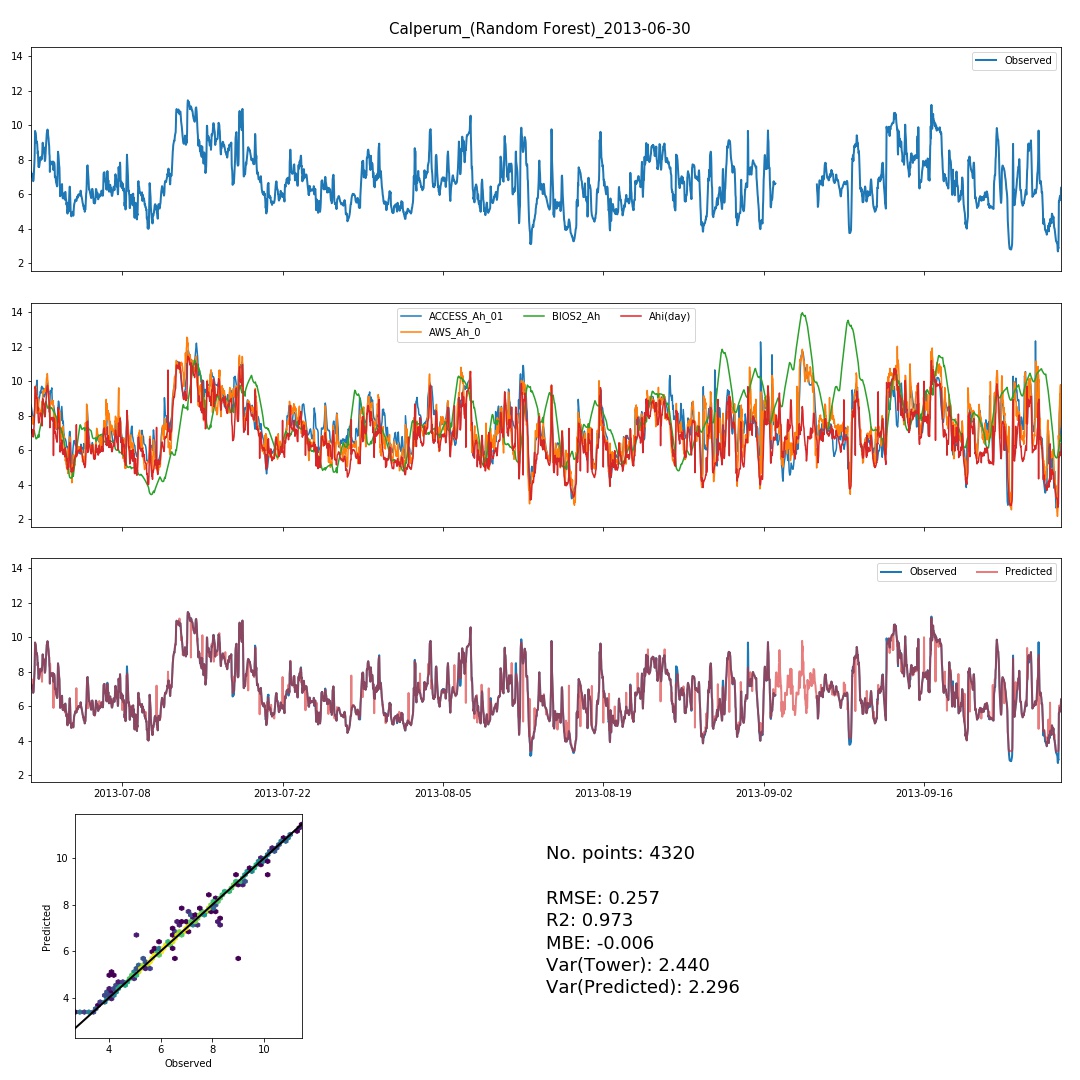 Calperum_(Random Forest)_2013-06-30
14
12
10
8
6
4
2
Observed
14
12
10
8
6
4
2
ACCESS_Ah_01 BIOS2_Ah Ahi(day)
AWS_Ah_0
14
12
10
8
6
4
2
Observed Predicted
2013-07-08 2013-07-22 2013-08-05 2013-08-19 2013-09-02 2013-09-16
10
8
6
4
Predicted
4 6 8 10
Observed
No. points: 4320
RMSE: 0.257
R2: 0.973
MBE: -0.006
Var(Tower): 2.440
Var(Predicted): 2.296